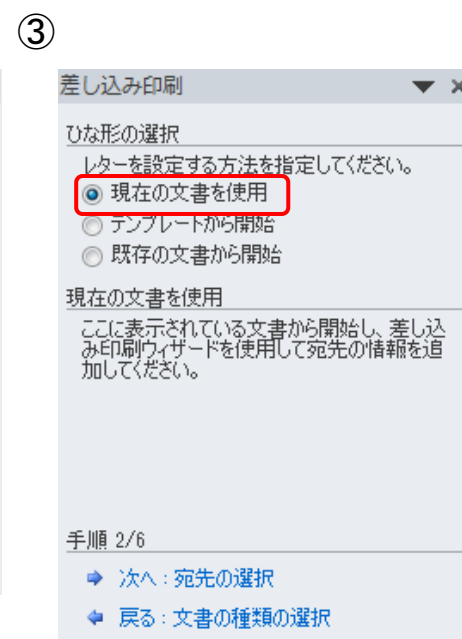 ③
差し込み印刷
ひな形の選択
レターを設定する方法を指定してください。
現在の文書を使用
テンプレートから開始
既存の文書から開始
現在の文書を使用
ここに表示されている文書から開始し、差し込
み印刷ウィザードを使用して宛先の情報を追
加してください。
手順 2/6
次へ : 宛先の選択
戻る : 文書の種類の選択